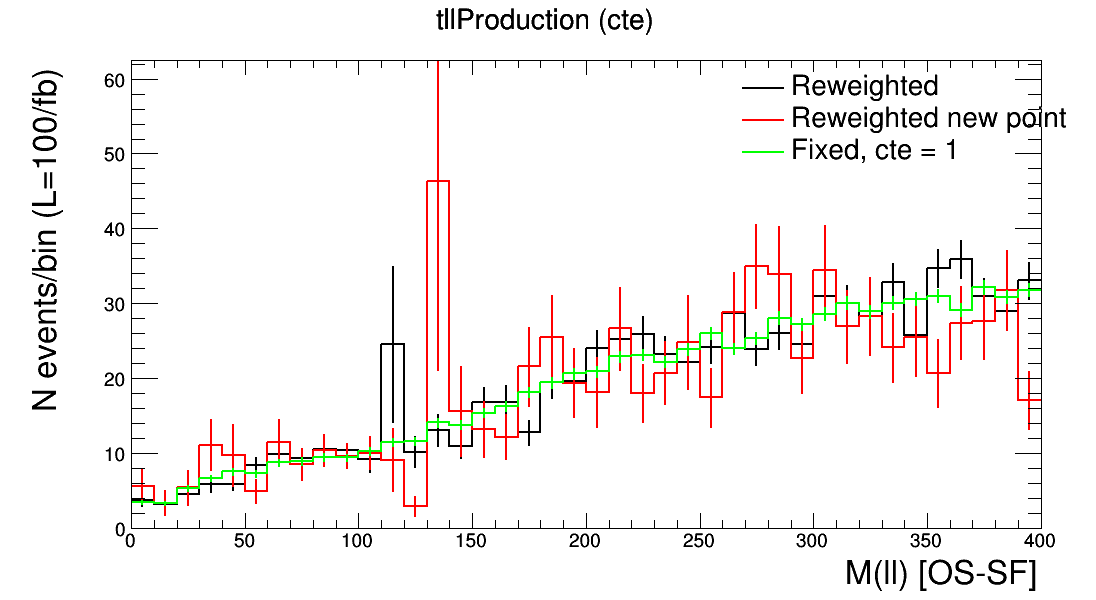 tllProduction (cte)
N events/bin (L=100/fb)
60
50
40
30
20
10
0
Reweighted
Reweighted new point
Fixed, cte = 1
0 50 100 150 200 250 300 350 400
M(ll) [OS-SF]